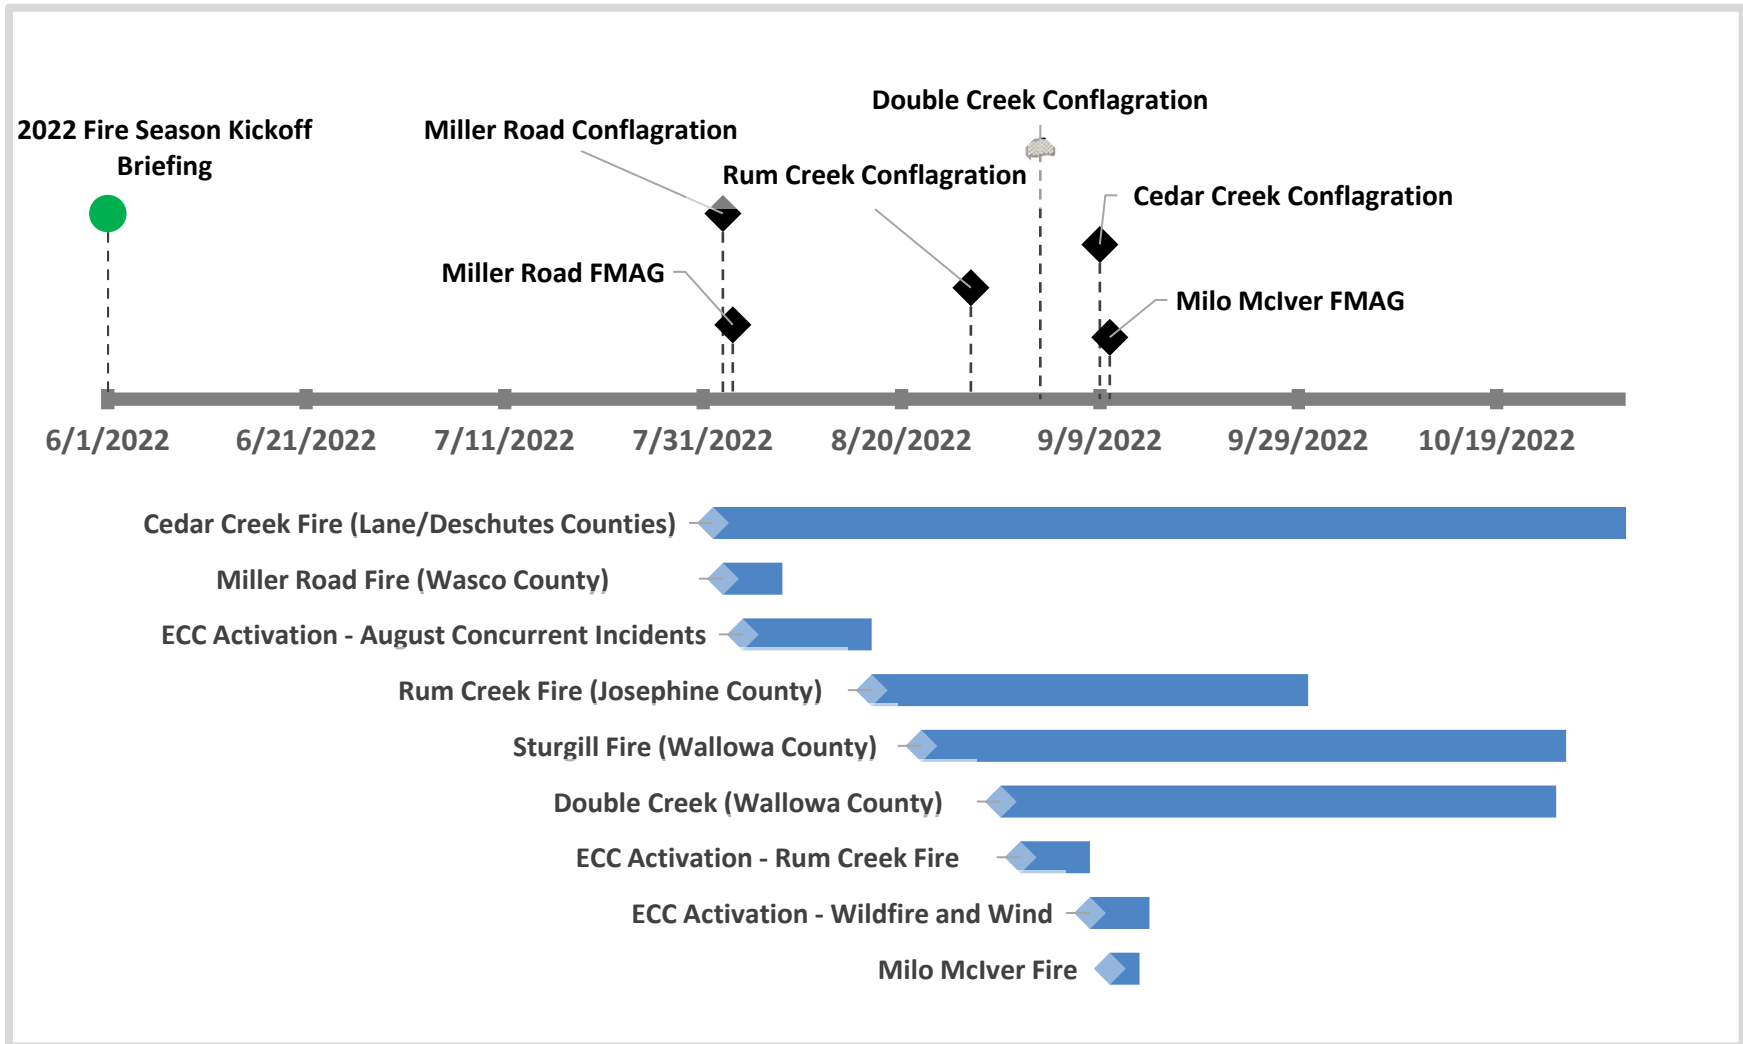 Double Creek Conflagration
2022 Fire Season Kickoff
Briefing
Miller Road Conflagration
Rum Creek Conflagration
Cedar Creek Conflagration
Miller Road FMAG
Milo McIver FMAG
6/1/2022 6/21/2022 7/11/2022 7/31/2022 8/20/2022 9/9/2022 9/29/2022 10/19/2022
Cedar Creek Fire (Lane/Deschutes Counties)
Miller Road Fire (Wasco County)
ECC Activation - August Concurrent Incidents
Rum Creek Fire (Josephine County)
Sturgill Fire (Wallowa County)
Double Creek (Wallowa County)
ECC Activation - Rum Creek Fire
ECC Activation - Wildfire and Wind
Milo McIver Fire